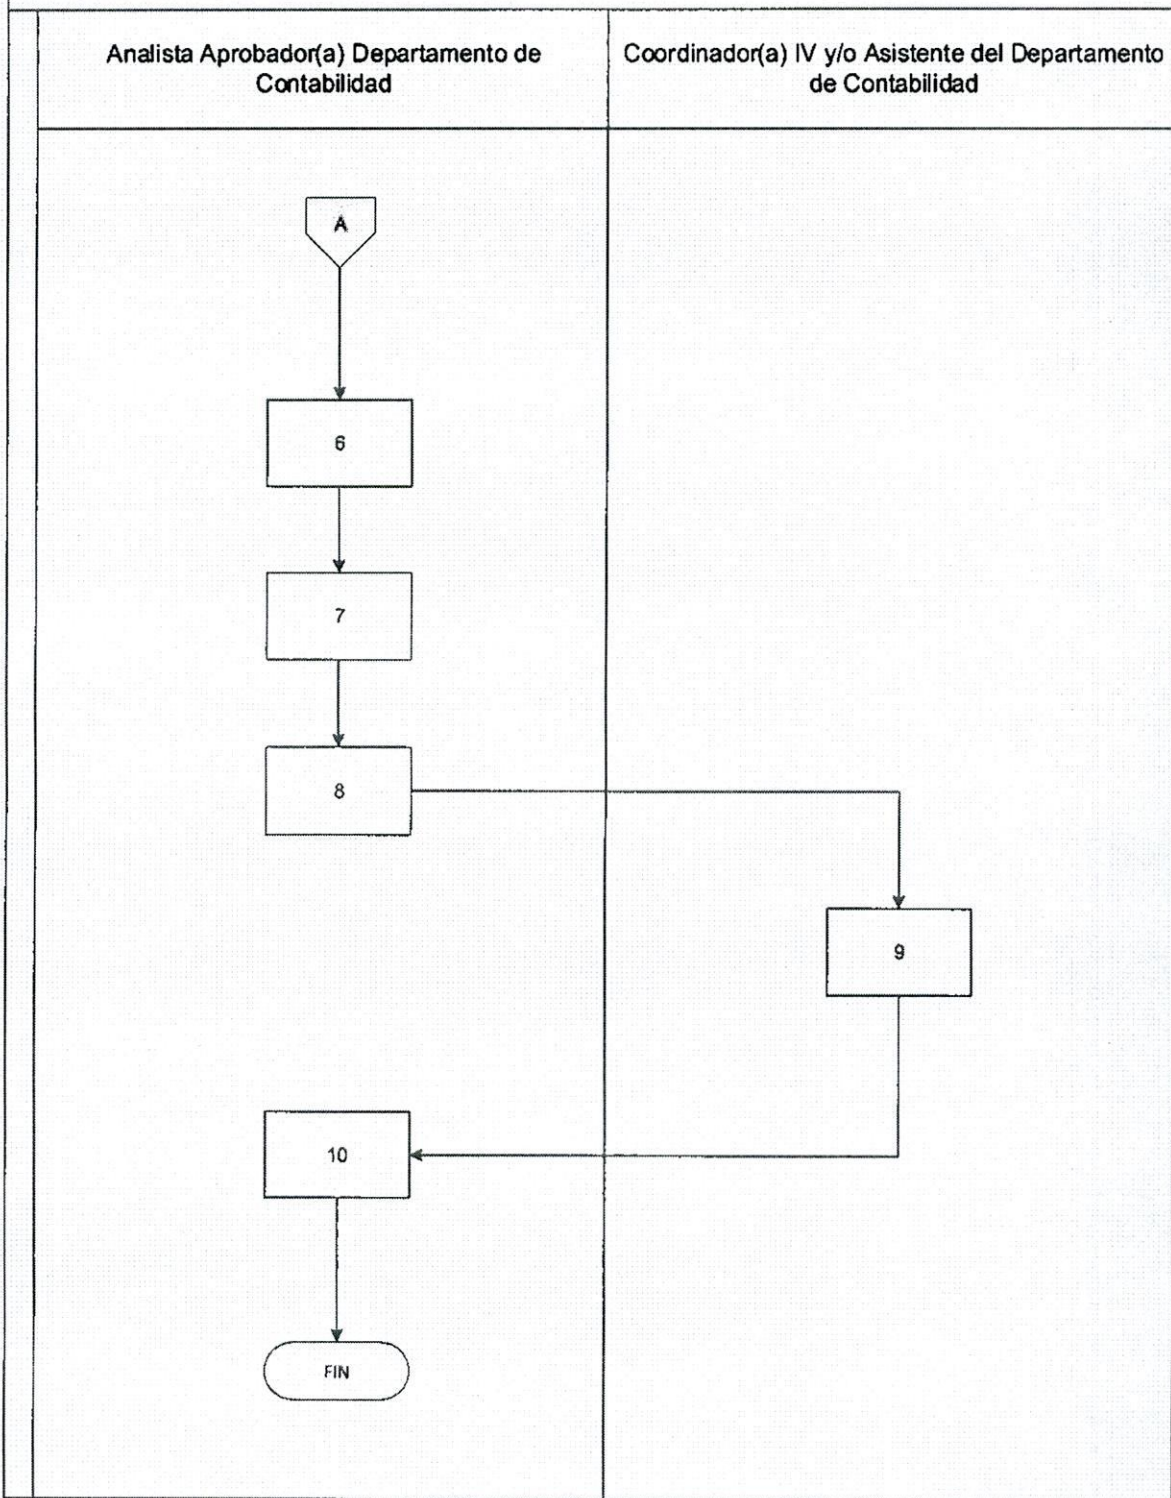 Analista Aprobador(a) Departamento de
Contabilidad
Coordinador(a) IV y/o Asistente del Departamento
de Contabilidad
A
6
7
8
9
10
FIN